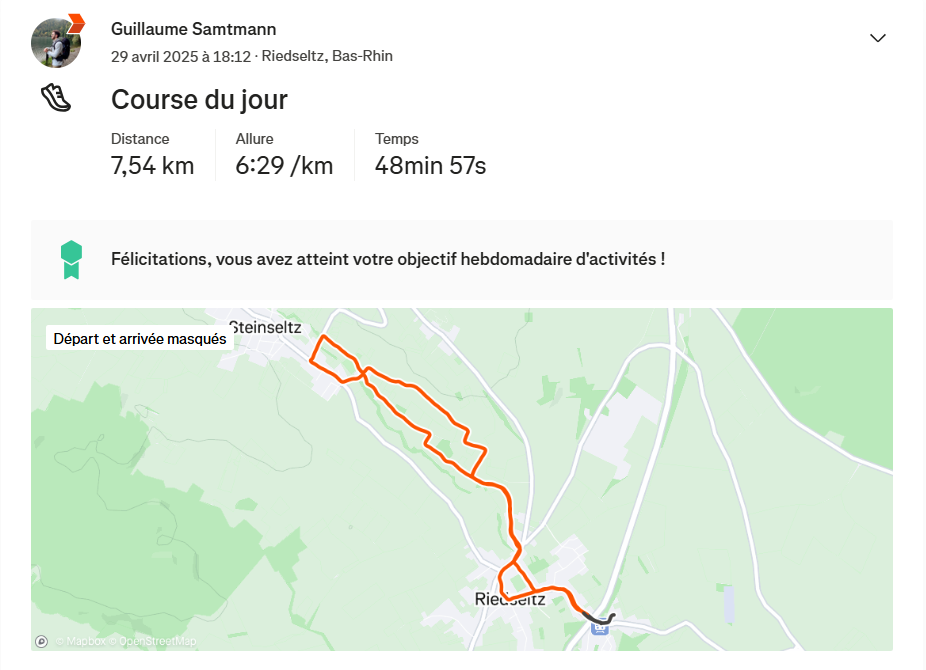 Guillaume Samtmann
29 avril 2025 à 18:12 · Riedseltz, Bas-Rhin
Course du jour
Distance Allure Temps
7,54 km 6:29 /km 48min 57s
Félicitations, vous avez atteint votre objectif hebdomadaire d'activités !
Steinseltz
Départ et arrivée masqués
Riedseltz
© Mapbox © OpenStreetMap